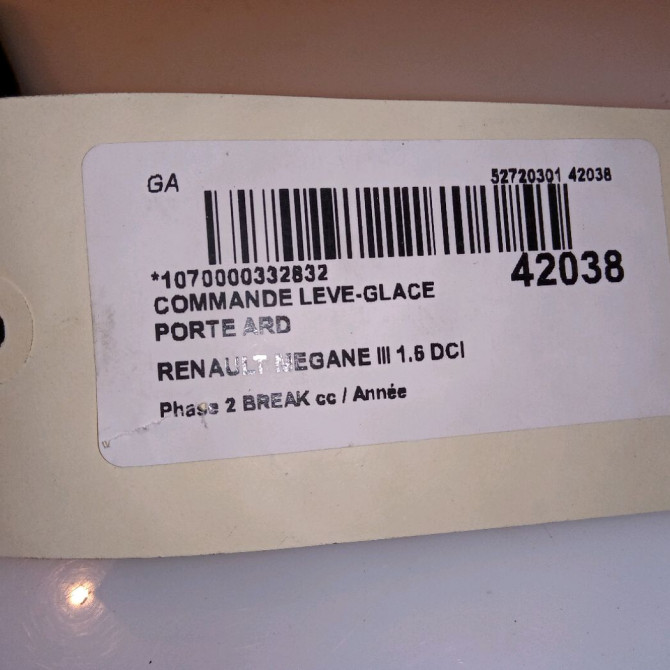 GA
52720301 42038
*1070000332832
42038
COMMANDE LEVE-GLACE
PORTE ARD
RENAULT MEGANE III 1.6 DCI
Phase 2 BREAK cc / Année